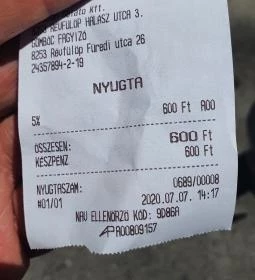 Kft.
RÉVFÜLÖP HALÁSZ UTCA 3.
GOMBÓC FAGYIZÓ
8253 Révfülöp Füredi utca 26
24357894-2-19
NYUGTA
5% 600 Ft A00
ÖSSZESEN: 600 Ft
KÉSZPÉNZ 600 Ft
NYUGTASZÁM: 0689/00008
#01/01 2020.07.07. 14:17
NAV ELLENŐRZŐ KÓD: 9D86A
AP A00809157